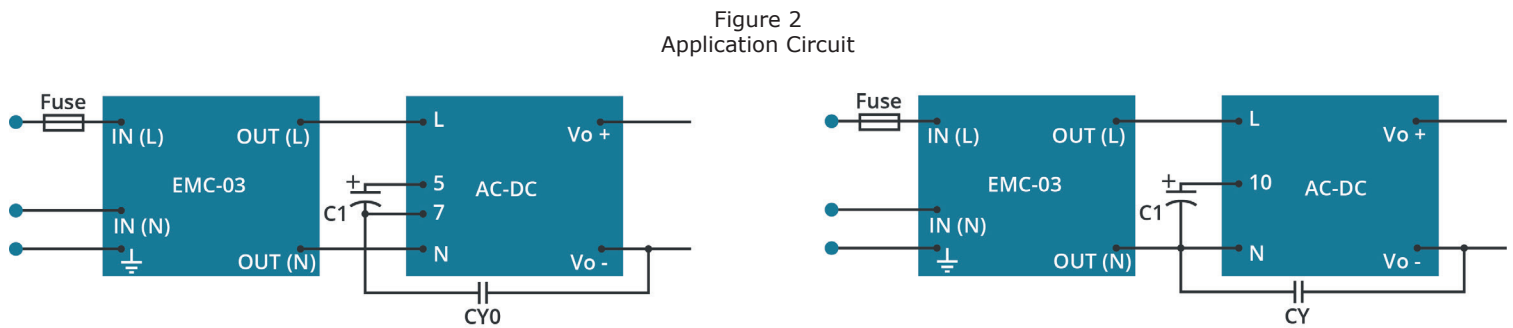 Figure 2
Application Circuit
Fuse
IN (L)
OUT (L)
L
Vo +
EMC-03
+
5
AC-DC
C1
7
IN (N)
OUT (N)
N
Vo -
CY0
Fuse
IN (L)
OUT (L)
L
Vo +
EMC-03
+
10
AC-DC
C1
IN (N)
OUT (N)
N
Vo -
CY